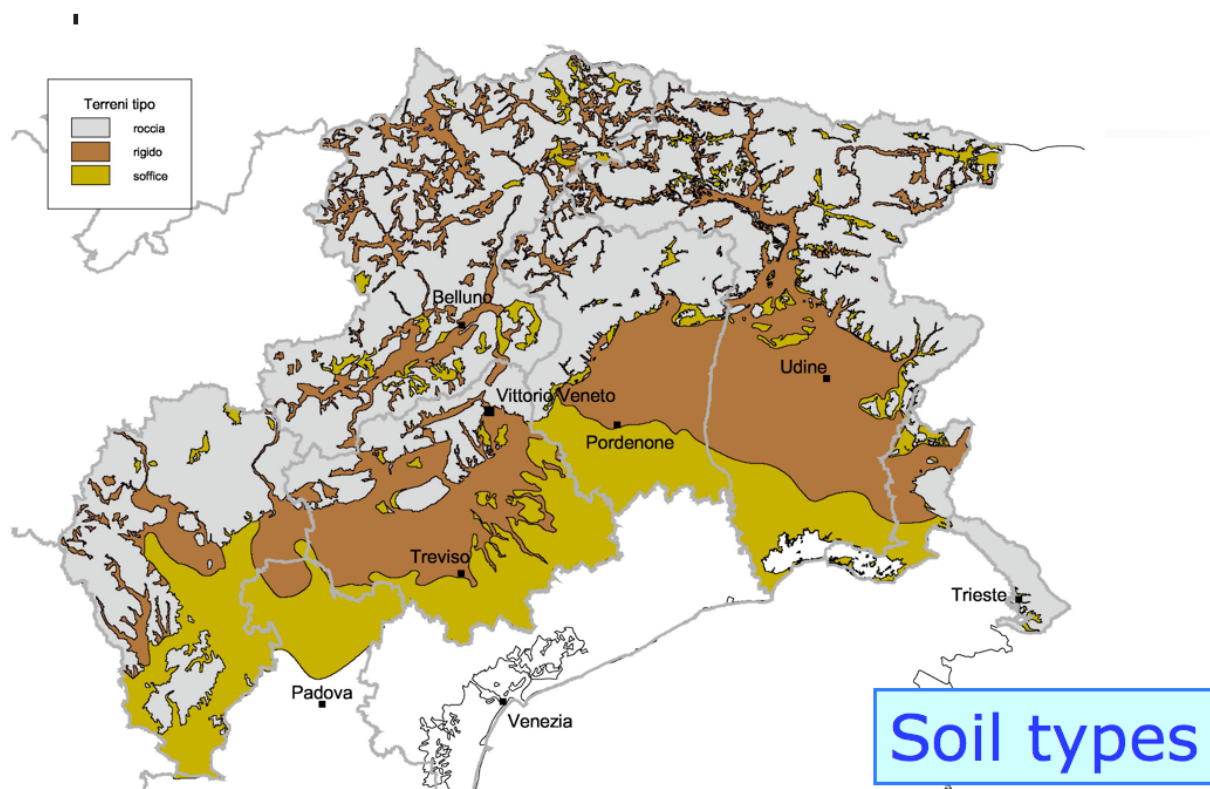 Terreni tipo
roccia
rigido
soffice
Belluno
Udine
Vittorio Veneto
Pordenone
Treviso
Trieste
Padova
Venezia
Soil types